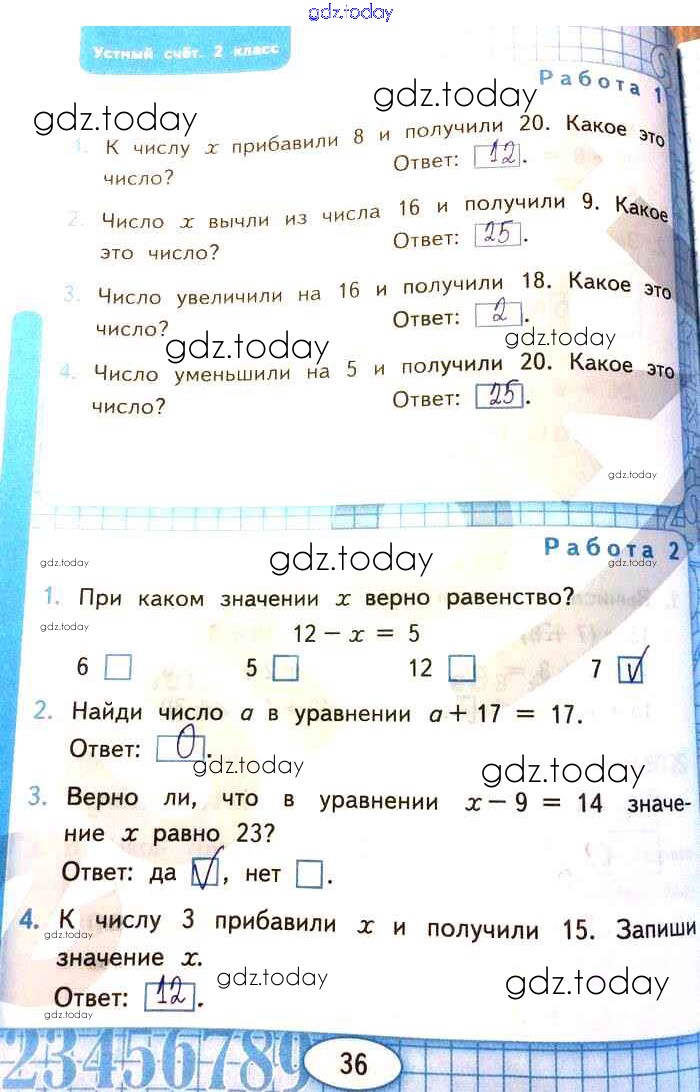 gdz.today
Устный счёт. 2 класс
Работа 1
gdz.today
gdz.today
1. К числу x прибавили 8 и получили 20. Какое это
число? Ответ: 12.
2. Число x вычли из числа 16 и получили 9. Какое
это число? Ответ: 25.
3. Число увеличили на 16 и получили 18. Какое это
число? Ответ: 2.
gdz.today
gdz.today
4. Число уменьшили на 5 и получили 20. Какое это
число? Ответ: 25.
gdz.today
Работа 2
gdz.today
gdz.today
gdz.today
1. При каком значении x верно равенство?
gdz.today
12 − x = 5
6 5 12 7 V
2. Найди число a в уравнении a + 17 = 17.
Ответ: 0.
gdz.today
gdz.today
3. Верно ли, что в уравнении x − 9 = 14 значе-
ние x равно 23?
Ответ: да V, нет .
4. К числу 3 прибавили x и получили 15. Запиши
gdz.today
значение x.
gdz.today
gdz.today
Ответ: 12.
gdz.today
23456789
36